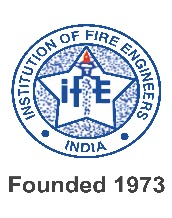 INSTITUTION OF FIRE ENGINEERS
ifE
• INDIA •
Founded 1973